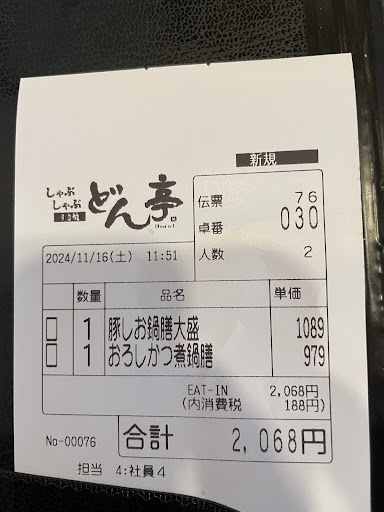 新規
しゃぶ
しゃぶ
すき焼
どん亭
Dontei
伝票 76
卓番 030
人数 2
2024/11/16(土) 11:51
数量 品名 単価
1 豚しお鍋膳大盛 1089
1 おろしかつ煮鍋膳 979
EAT-IN 2,068円
(内消費税 188円)
No-00076 合計 2,068円
担当 4:社員4